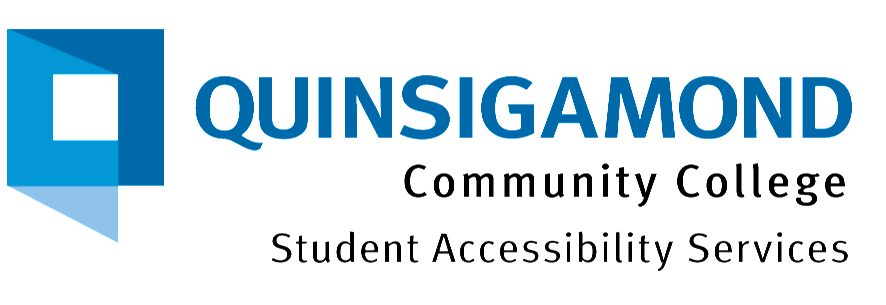 QUINSIGAMOND
Community College
Student Accessibility Services